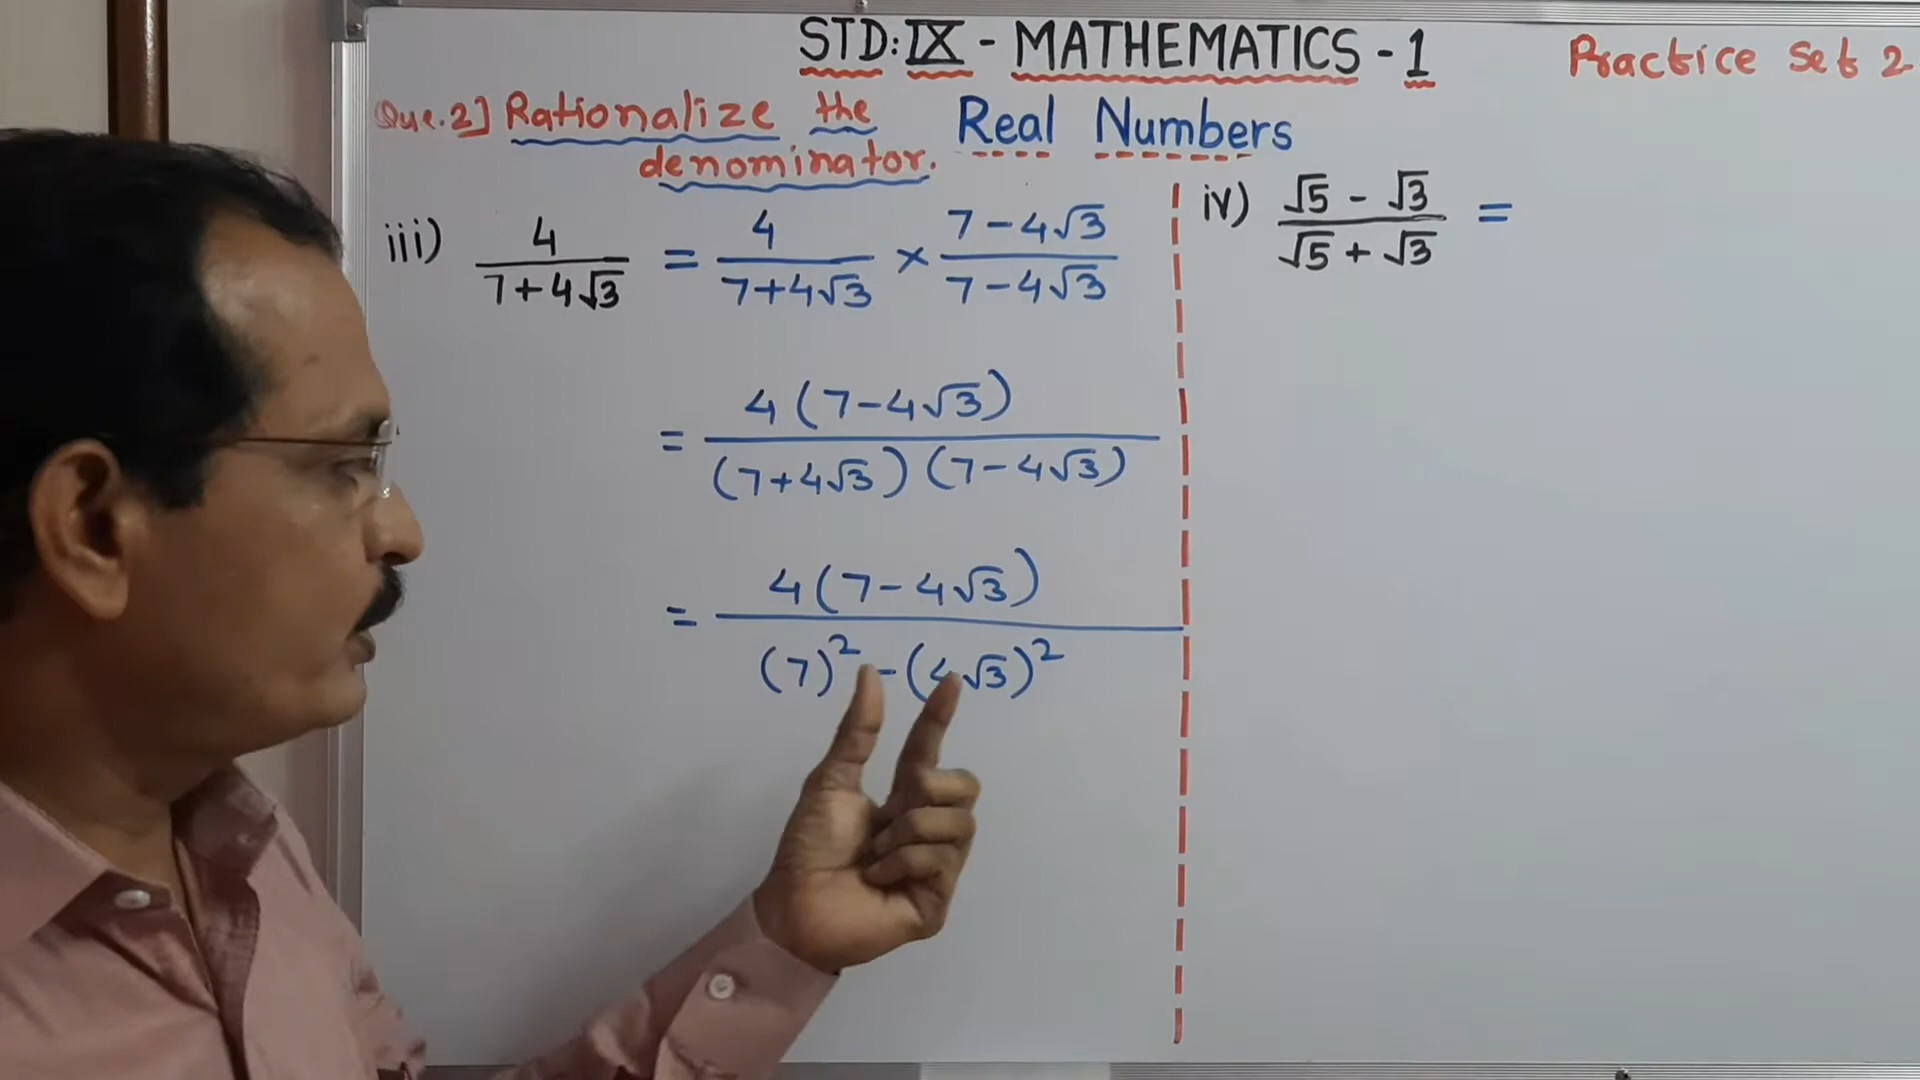 STD: IX - MATHEMATICS - 1
Practice Set 2
Que.2] Rationalize the denominator.
Real Numbers
iii) 4/(7+4√3) = 4/(7+4√3) × (7-4√3)/(7-4√3)
= 4(7-4√3)/(7+4√3)(7-4√3)
= 4(7-4√3)/(7)² - (4√3)²
iv) (√5 - √3)/(√5 + √3) =